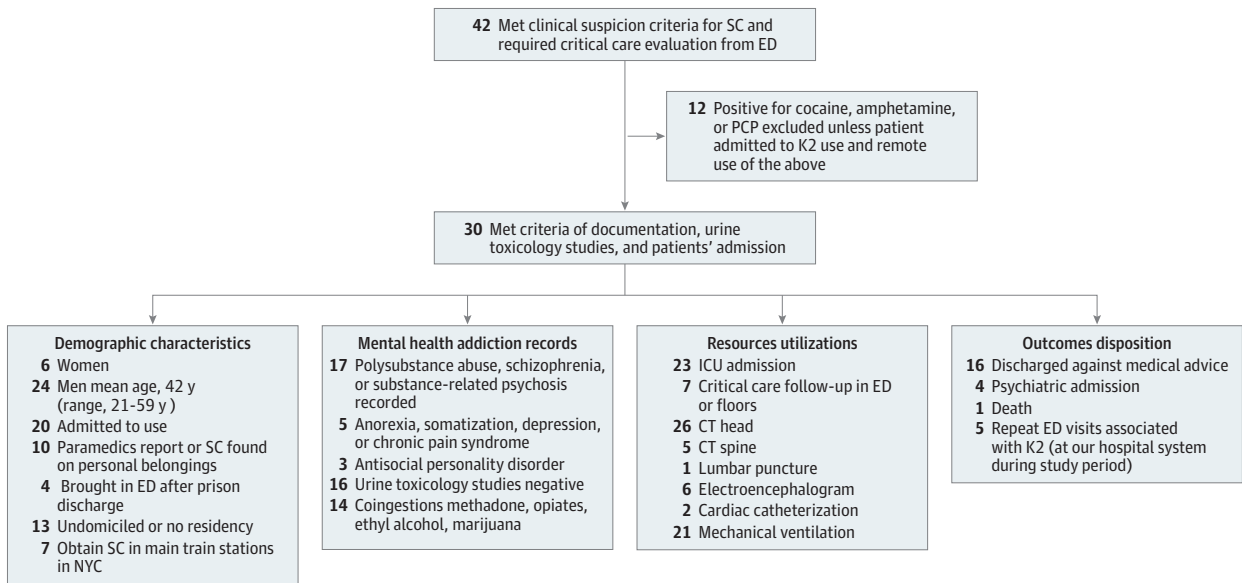 42 Met clinical suspicion criteria for SC and
required critical care evaluation from ED
12 Positive for cocaine, amphetamine,
or PCP excluded unless patient
admitted to K2 use and remote
use of the above
30 Met criteria of documentation, urine
toxicology studies, and patients' admission
Demographic characteristics
6 Women
24 Men mean age, 42 y
(range, 21-59 y )
20 Admitted to use
10 Paramedics report or SC found
on personal belongings
4 Brought in ED after prison
discharge
13 Undomiciled or no residency
7 Obtain SC in main train stations
in NYC
Mental health addiction records
17 Polysubstance abuse, schizophrenia,
or substance-related psychosis
recorded
5 Anorexia, somatization, depression,
or chronic pain syndrome
3 Antisocial personality disorder
16 Urine toxicology studies negative
14 Coingestions methadone, opiates,
ethyl alcohol, marijuana
Resources utilizations
23 ICU admission
7 Critical care follow-up in ED
or floors
26 CT head
5 CT spine
1 Lumbar puncture
6 Electroencephalogram
2 Cardiac catheterization
21 Mechanical ventilation
Outcomes disposition
16 Discharged against medical advice
4 Psychiatric admission
1 Death
5 Repeat ED visits associated
with K2 (at our hospital system
during study period)